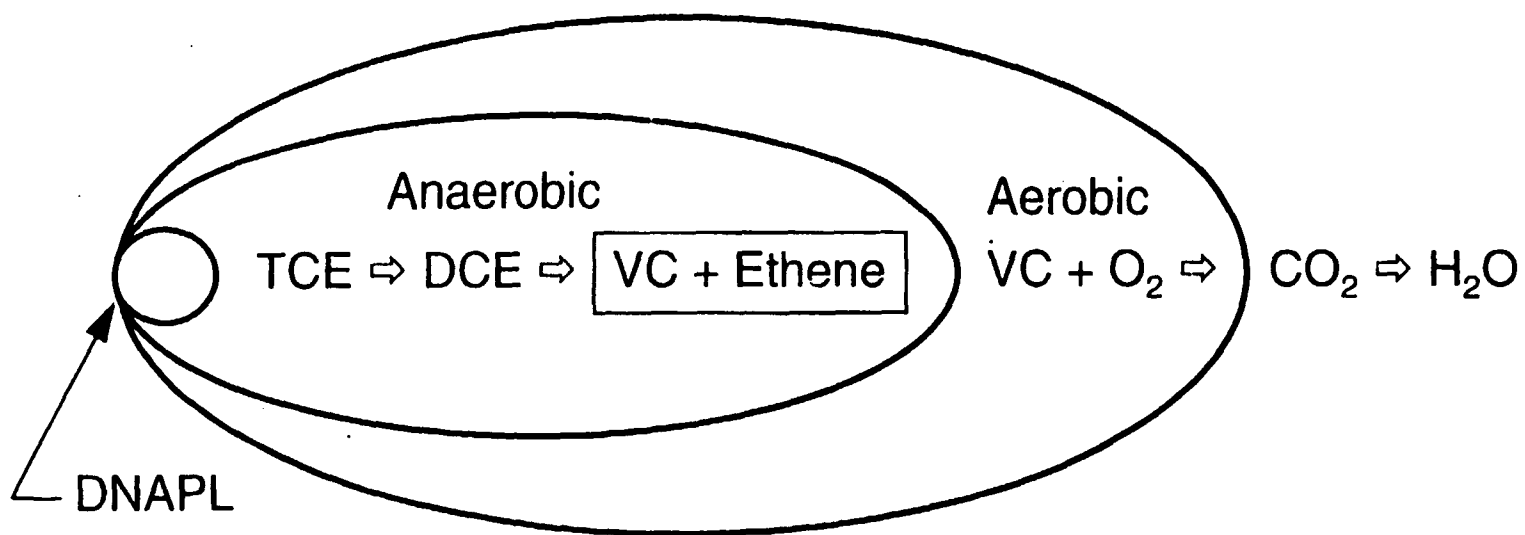 Anaerobic
Aerobic
TCE ⇨ DCE ⇨ VC + Ethene
VC + O₂ ⇨ CO₂ ⇨ H₂O
DNAPL